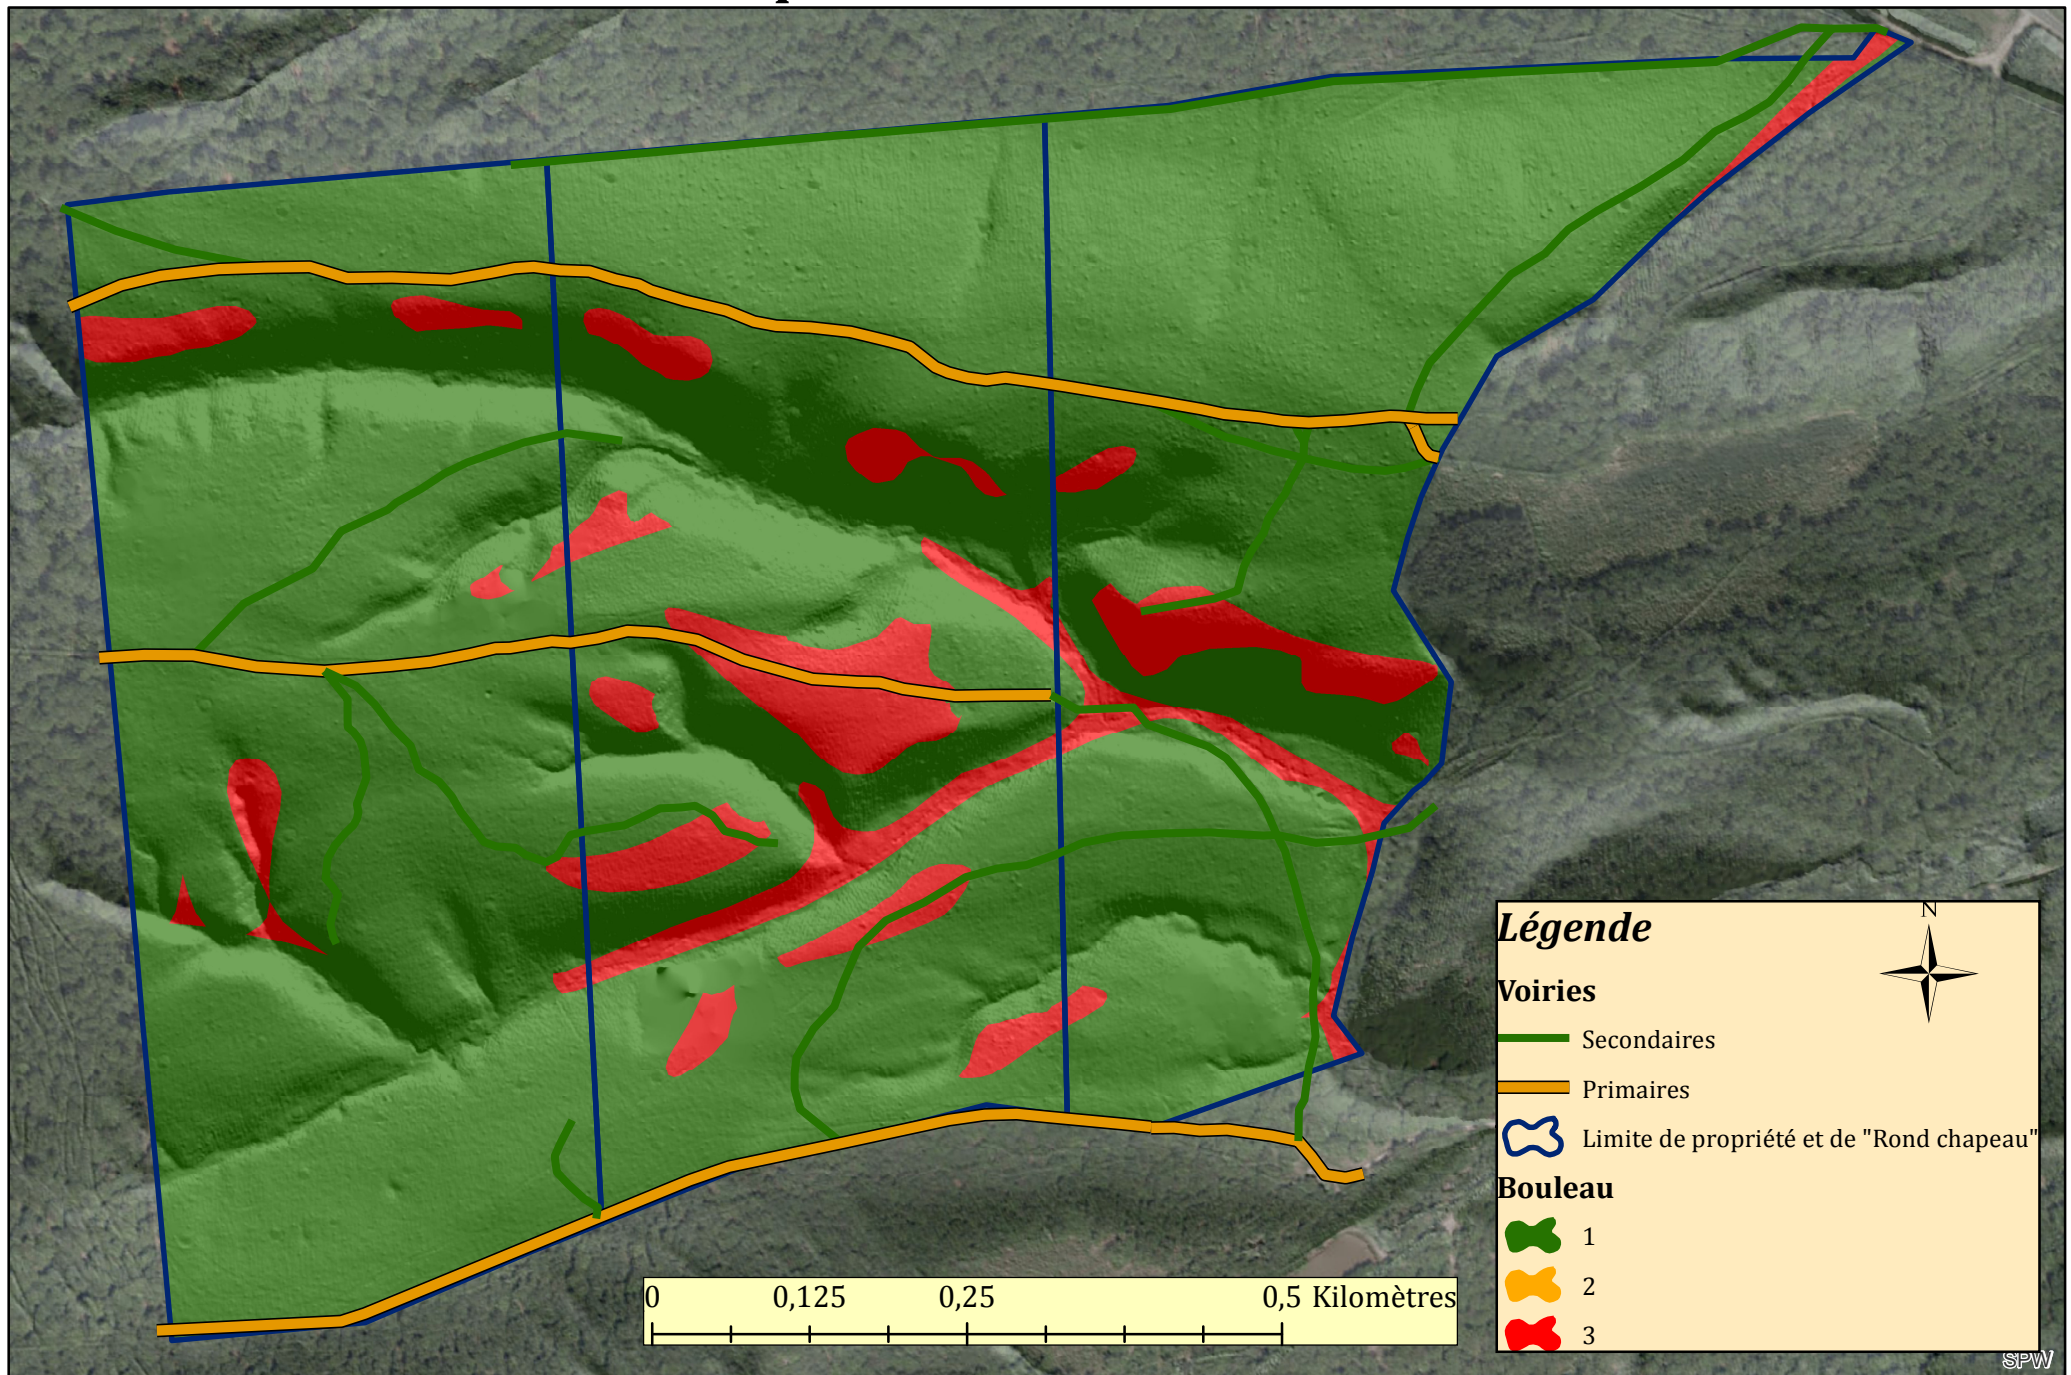 Légende
N
Voiries
Secondaires
Primaires
Limite de propriété et de "Rond chapeau"
Bouleau
1
2
3
0 0,125 0,25 0,5 Kilomètres
SPW